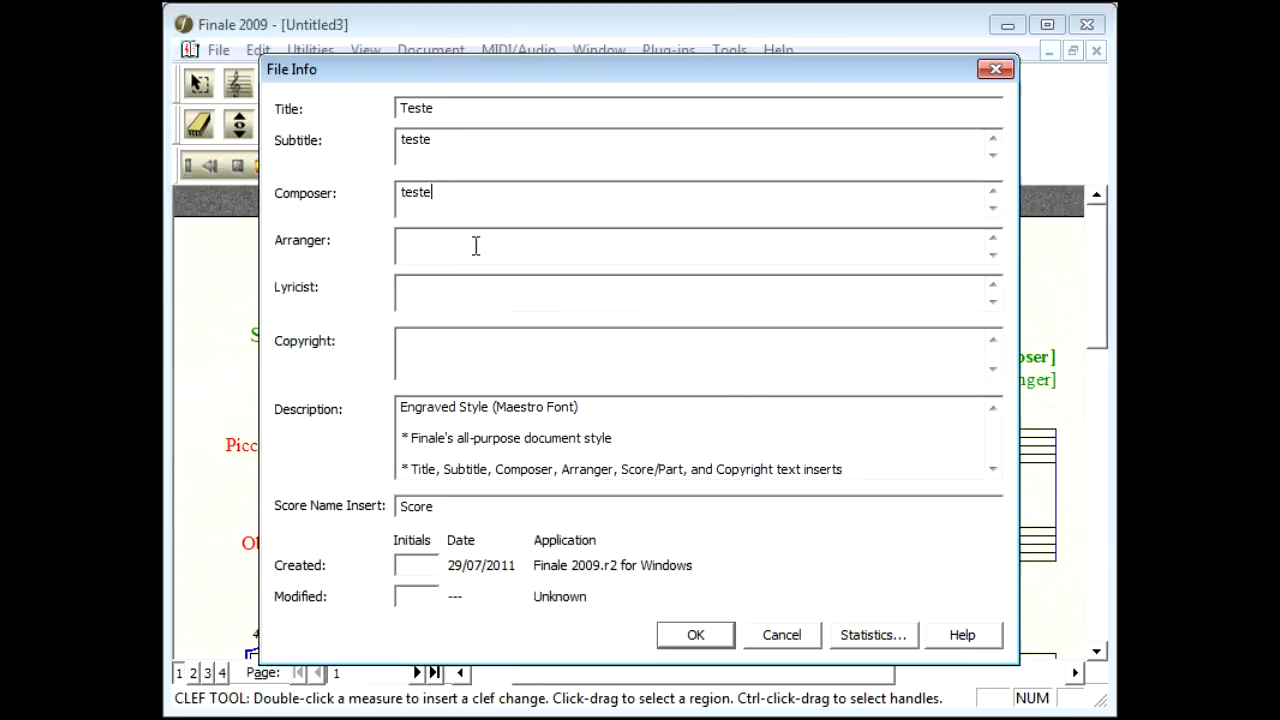 Finale 2009 - [Untitled3]
File Edit Utilities View Document MIDI/Audio Window Plug-ins Tools Help
File Info
Title: Teste
Subtitle: teste
Composer: teste
Arranger:
Lyricist:
Copyright:
oser]
nger]
Description: Engraved Style (Maestro Font)
* Finale's all-purpose document style
* Title, Subtitle, Composer, Arranger, Score/Part, and Copyright text inserts
Picc
Score Name Insert: Score
Initials Date Application
Created: 29/07/2011 Finale 2009.r2 for Windows
Modified: --- Unknown
OK Cancel Statistics... Help
1 2 3 4 Page: 1
CLEF TOOL: Double-click a measure to insert a clef change. Click-drag to select a region. Ctrl-click-drag to select handles. NUM